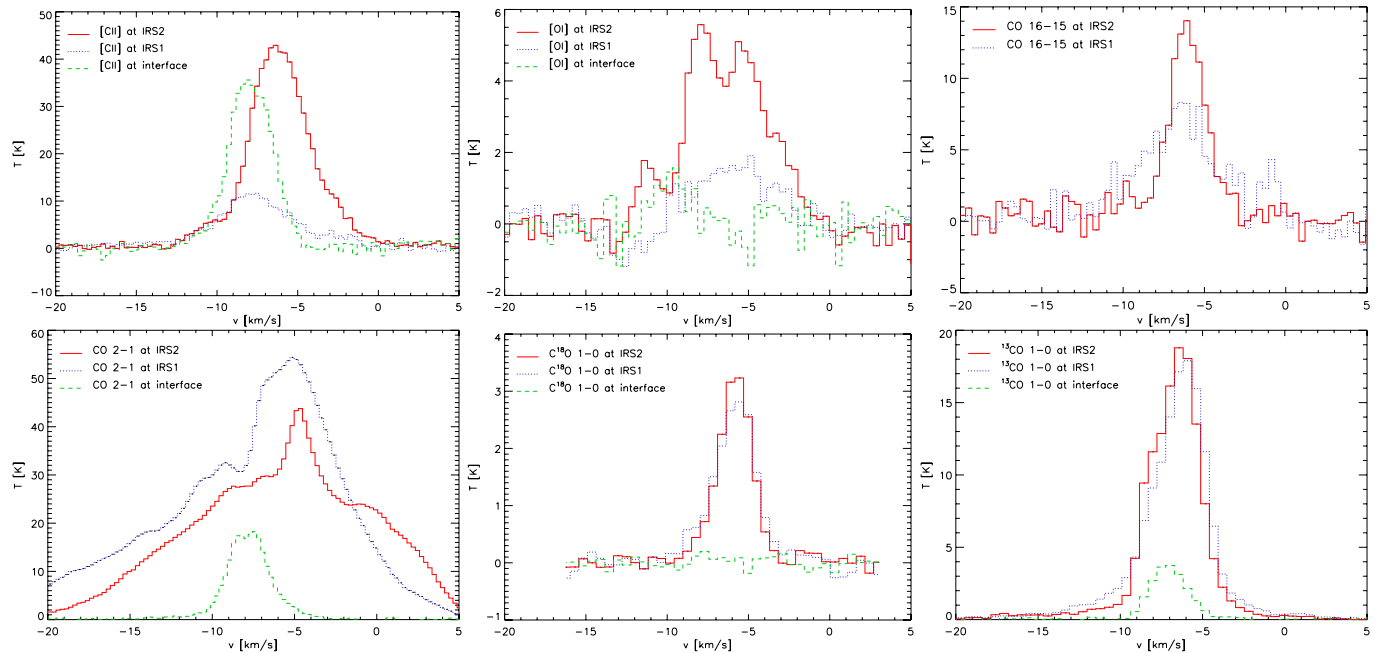 [CII] at IRS2
[CII] at IRS1
[CII] at interface
T [K]
50
40
30
20
10
0
−10
−20 −15 −10 −5 0 5
v [km/s]
[OI] at IRS2
[OI] at IRS1
[OI] at interface
T [K]
6
4
2
0
−2
−20 −15 −10 −5 0 5
v [km/s]
CO 16−15 at IRS2
CO 16−15 at IRS1
T [K]
15
10
5
0
−5
−20 −15 −10 −5 0 5
v [km/s]
CO 2−1 at IRS2
CO 2−1 at IRS1
CO 2−1 at interface
T [K]
60
50
40
30
20
10
0
−20 −15 −10 −5 0 5
v [km/s]
C¹⁸O 1−0 at IRS2
C¹⁸O 1−0 at IRS1
C¹⁸O 1−0 at interface
T [K]
4
3
2
1
0
−1
−20 −15 −10 −5 0 5
v [km/s]
¹³CO 1−0 at IRS2
¹³CO 1−0 at IRS1
¹³CO 1−0 at interface
T [K]
20
15
10
5
0
−20 −15 −10 −5 0 5
v [km/s]